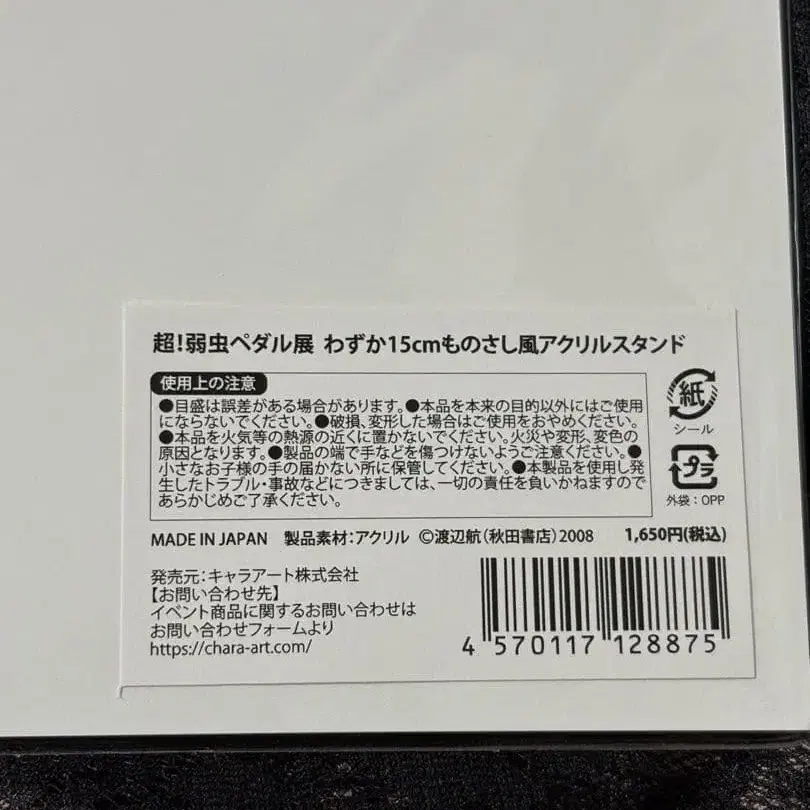 超!弱虫ペダル展 わずか15cmものさし風アクリルスタンド
使用上の注意
●目盛は誤差がある場合があります。●本品を本来の目的以外にはご使用
にならないでください。●破損、変形した場合はご使用をおやめください。
●本品を火気等の熱源の近くに置かないでください。火災や変形、変色の
原因となります。●製品の端で手などを傷つけないようご注意ください。●
小さなお子様の手の届かない所に保管してください。●本製品を使用し発
生したトラブル・事故などにつきましては、一切の責任を負いかねますので
あらかじめご了承ください。
紙
シール
プラ
外袋:OPP
MADE IN JAPAN 製品素材:アクリル ©渡辺航(秋田書店)2008 1,650円(税込)
発売元:キャラアート株式会社
【お問い合わせ先】
イベント商品に関するお問い合わせは
お問い合わせフォームより
https://chara-art.com/
4 570117 128875